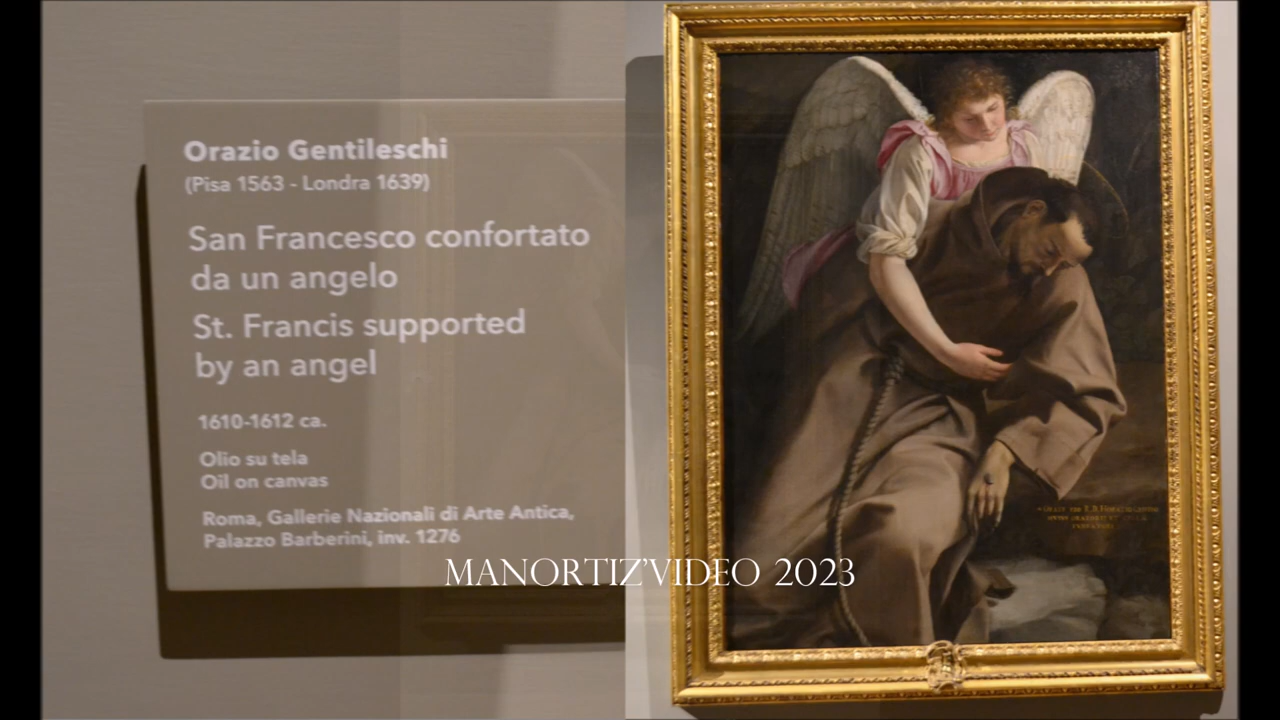 Orazio Gentileschi
(Pisa 1563 - Londra 1639)
San Francesco confortato
da un angelo
St. Francis supported
by an angel
1610-1612 ca.
Olio su tela
Oil on canvas
Roma, Gallerie Nazionali di Arte Antica,
Palazzo Barberini, inv. 1276
MANORTIZ'VIDEO 2023